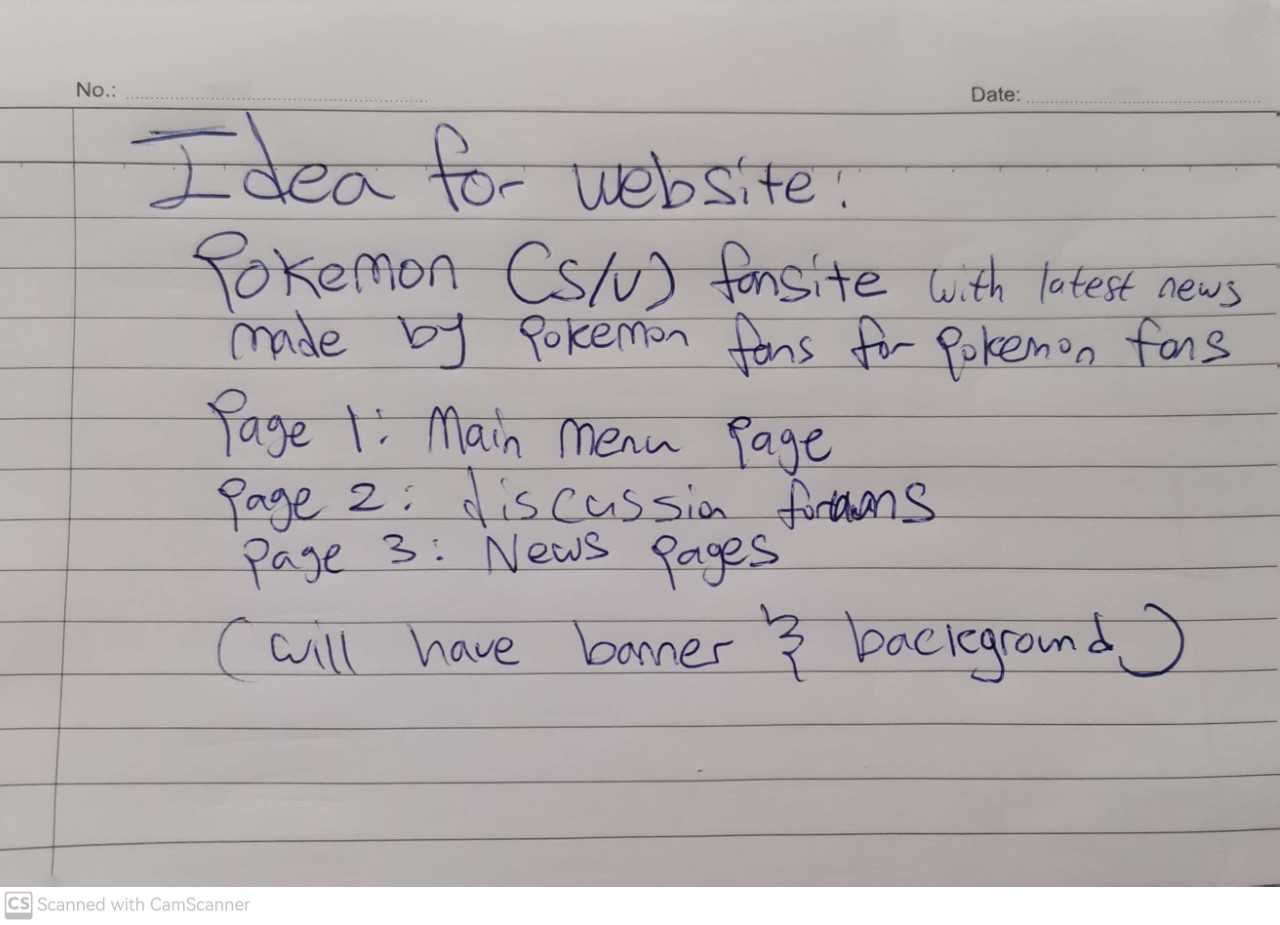 No.:
Date:
Idea for website:
Pokemon (S/V) fansite with latest news
made by Pokemon fans for Pokemon fans
Page 1: Main menu page
Page 2: discussion forums
Page 3: News pages
(will have banner & background)
CS Scanned with CamScanner